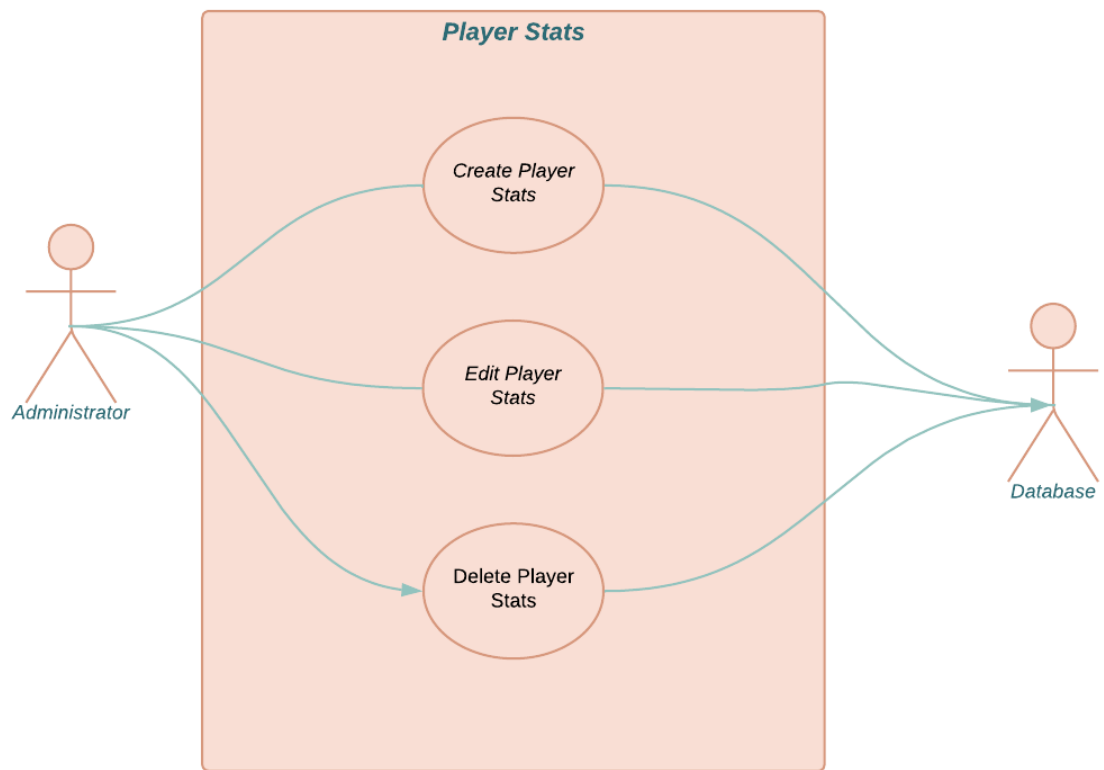 Player Stats
Create Player
Stats
Administrator
Edit Player
Stats
Database
Delete Player
Stats